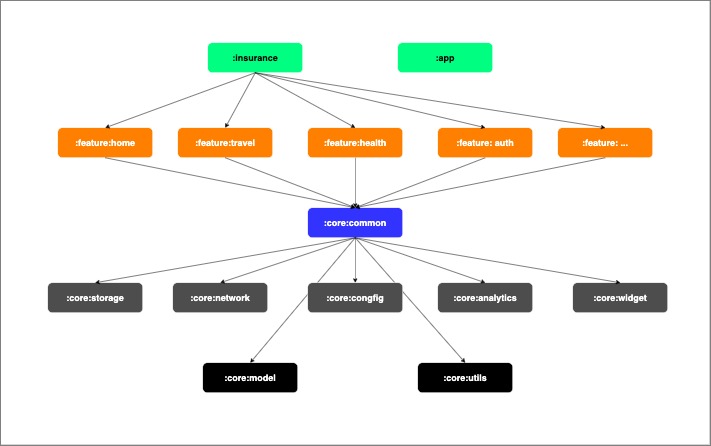 :insurance
:app
:feature:home
:feature:travel
:feature:health
:feature: auth
:feature: ...
:core:common
:core:storage
:core:network
:core:congfig
:core:analytics
:core:widget
:core:model
:core:utils